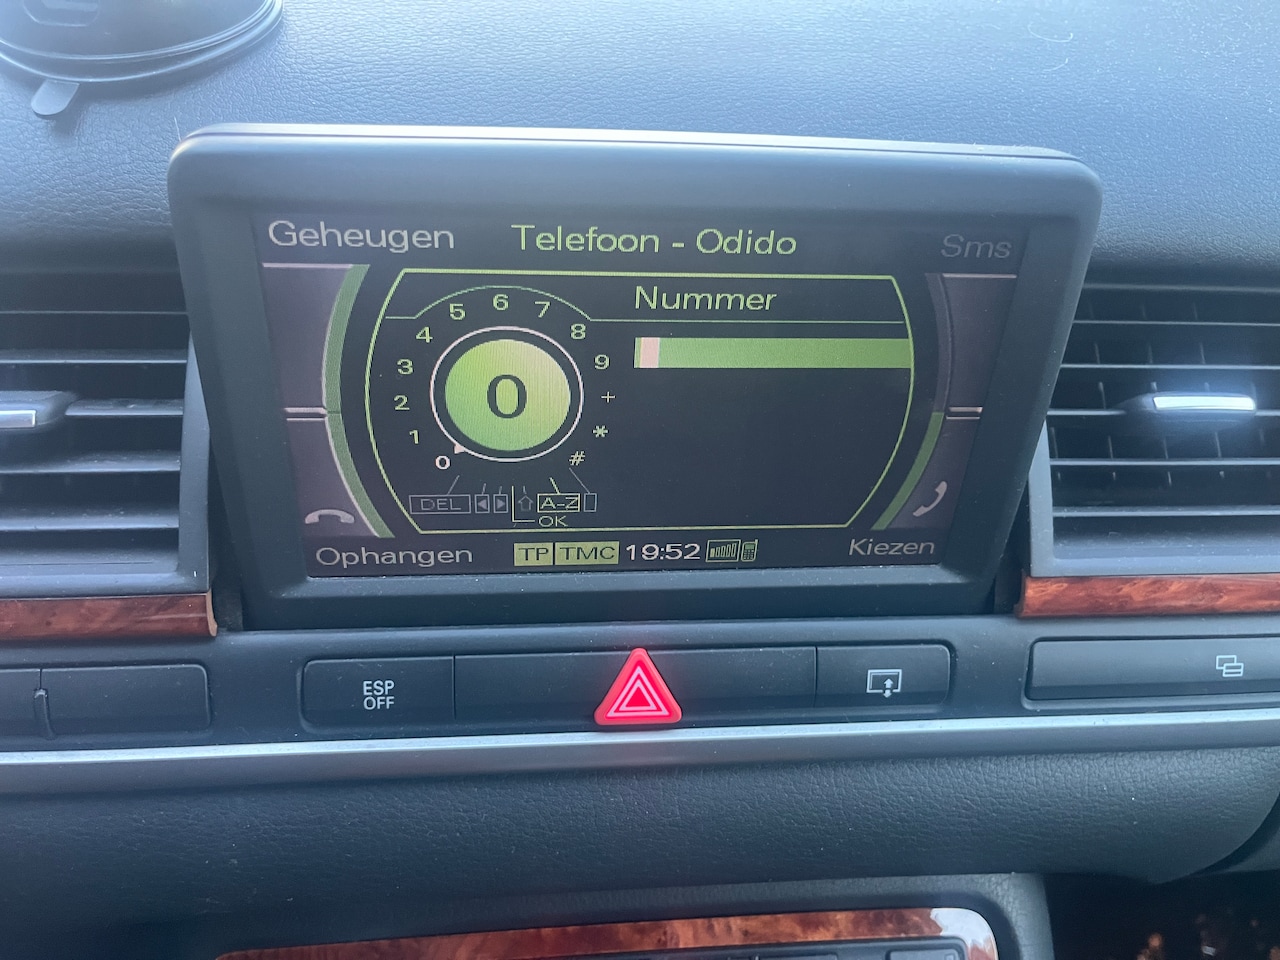 Geheugen Telefoon - Odido Sms
Nummer
0 1 2 3 4 5 6 7 8 9 + * #
0
DEL A-Z
OK
Ophangen TP TMC 19:52 Kiezen
ESP
OFF